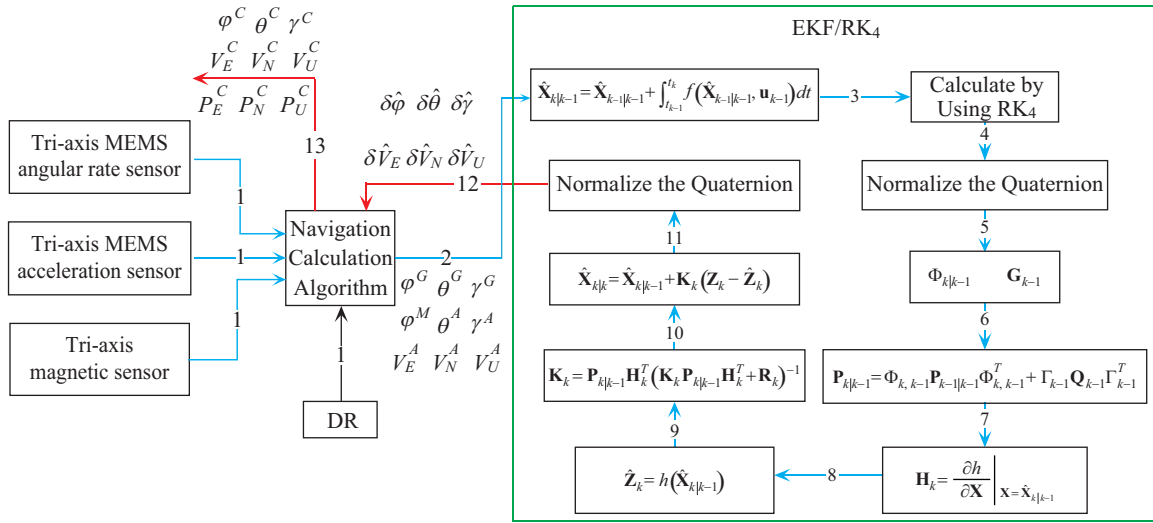 EKF/RK₄
φ^C θ^C γ^C
V_E^C V_N^C V_U^C
P_E^C P_N^C P_U^C
13
Tri-axis MEMS
angular rate sensor
1
Tri-axis MEMS
acceleration sensor
1
Tri-axis
magnetic sensor
1
Navigation
Calculation
Algorithm
1
DR
δφ̂ δθ̂ δγ̂
δV̂_E δV̂_N δV̂_U
12
2
φ^G θ^G γ^G
φ^M θ^A γ^A
V_E^A V_N^A V_U^A
X̂_{k|k−1} = X̂_{k−1|k−1} + ∫_{t_{k−1}}^{t_k} f(X̂_{k−1|k−1}, u_{k−1})dt
3
Calculate by
Using RK₄
4
Normalize the Quaternion
5
Φ_{k|k−1} G_{k−1}
6
P_{k|k−1} = Φ_{k, k−1}P_{k−1|k−1}Φ_{k, k−1}^T + Γ_{k−1}Q_{k−1}Γ_{k−1}^T
7
H_k = ∂h/∂X |_{X=X̂_{k|k−1}}
8
Ẑ_k = h(X̂_{k|k−1})
9
K_k = P_{k|k−1}H_k^T(K_k P_{k|k−1}H_k^T + R_k)^{−1}
10
X̂_{k|k} = X̂_{k|k−1} + K_k(Z_k − Ẑ_k)
11
Normalize the Quaternion